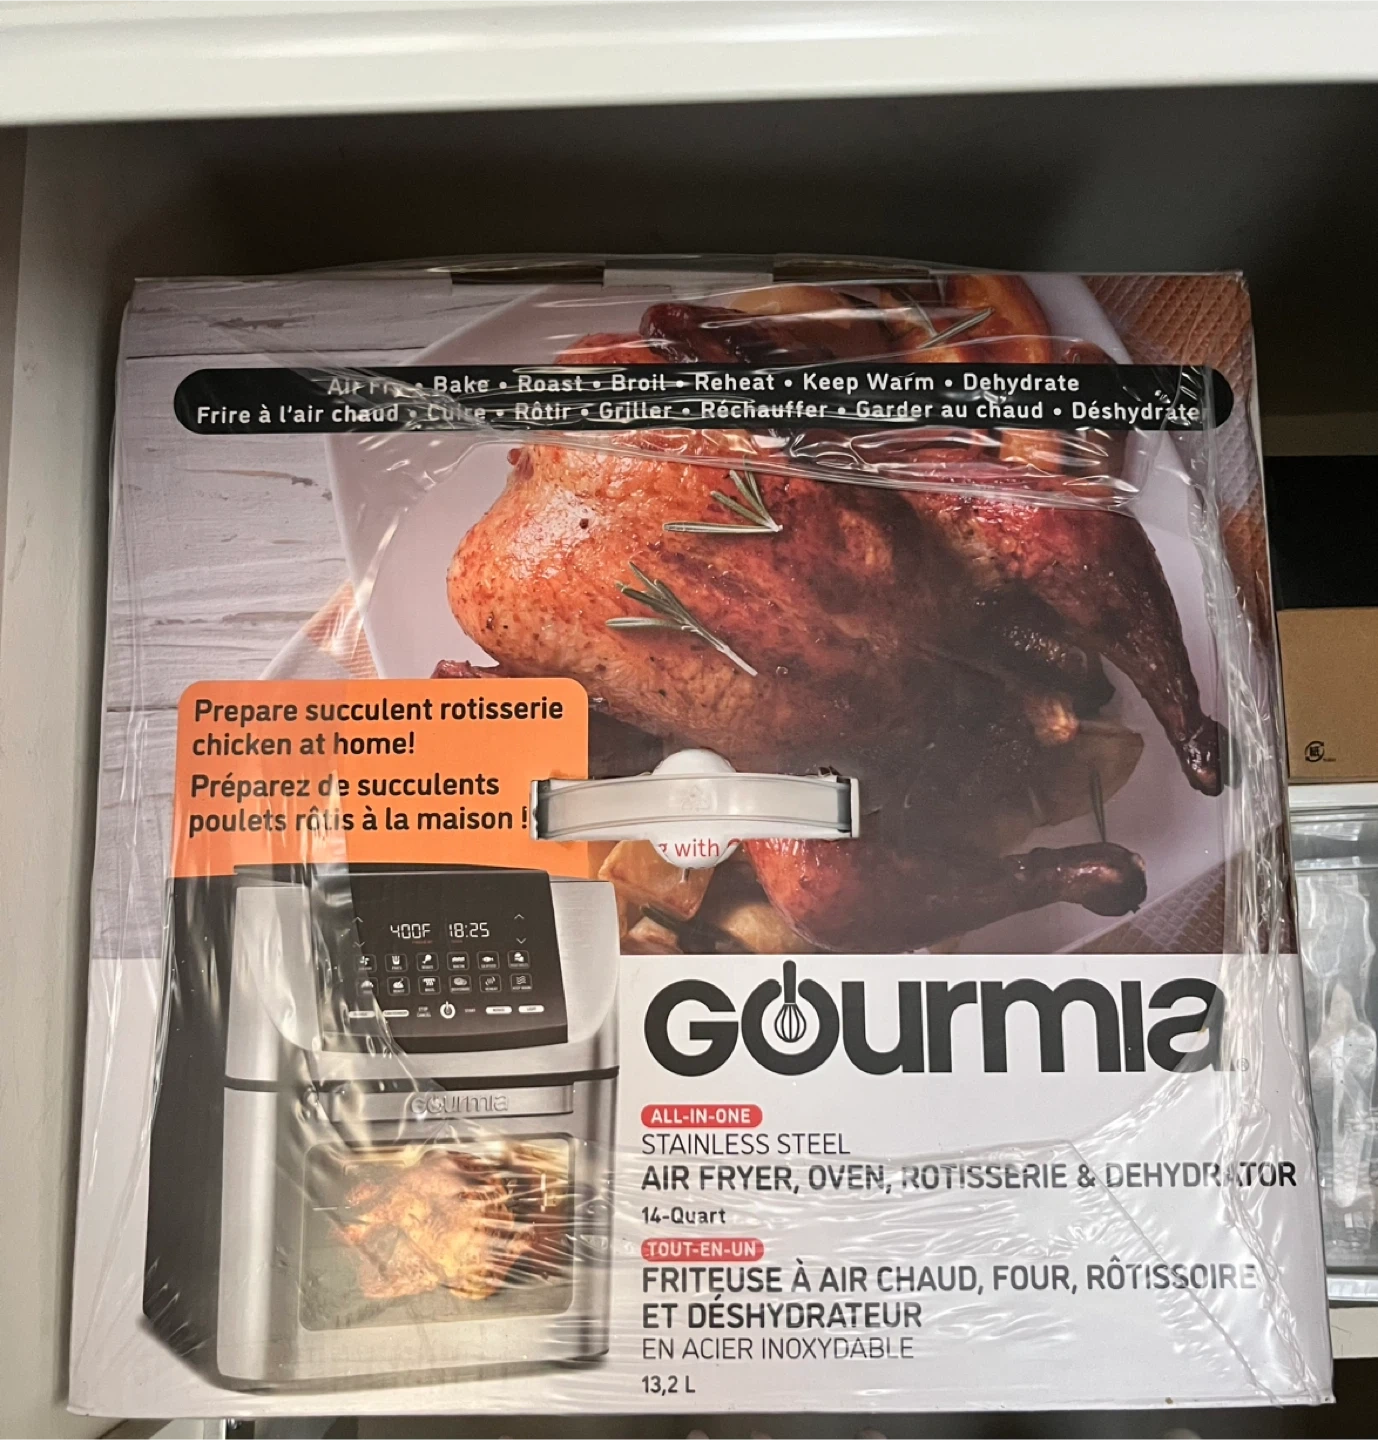 Air Fry • Bake • Roast • Broil • Reheat • Keep Warm • Dehydrate
Frire à l'air chaud • Cuire • Rôtir • Griller • Réchauffer • Garder au chaud • Déshydrater
Prepare succulent rotisserie
chicken at home!
Préparez de succulents
poulets rôtis à la maison !
with
400F 18:25
Gourmia
Gourmia®
ALL-IN-ONE
STAINLESS STEEL
AIR FRYER, OVEN, ROTISSERIE & DEHYDRATOR
14-Quart
TOUT-EN-UN
FRITEUSE À AIR CHAUD, FOUR, RÔTISSOIRE
ET DÉSHYDRATEUR
EN ACIER INOXYDABLE
13,2 L